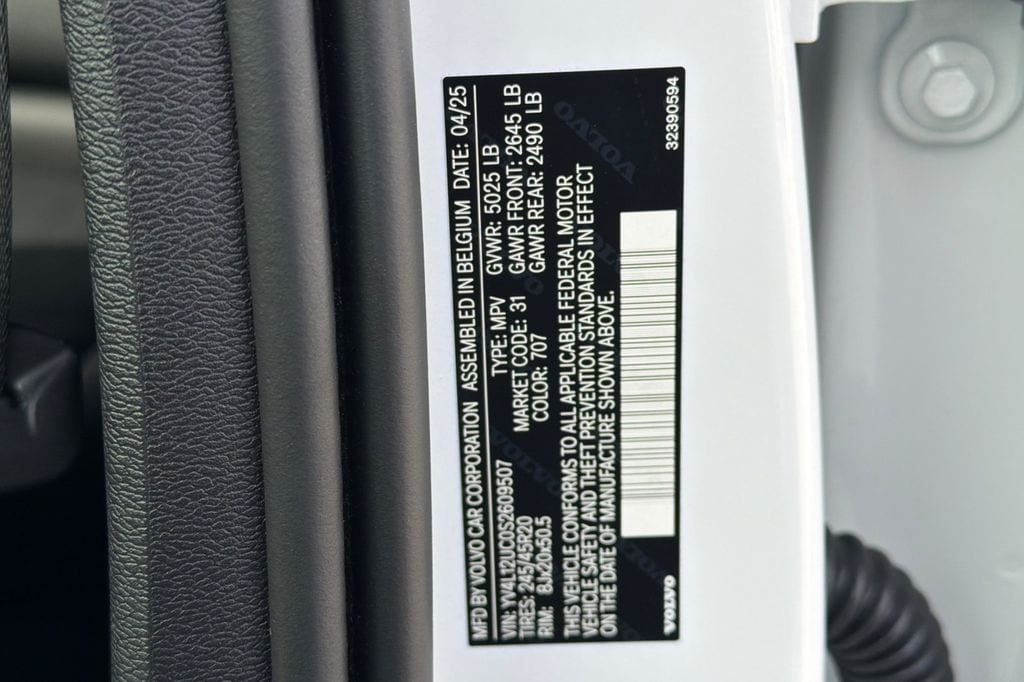 MFD BY VOLVO CAR CORPORATION ASSEMBLED IN BELGIUM DATE: 04/25
VIN: YV4L12UC0S2609507 TYPE: MPV GVWR: 5025 LB
TIRES: 245/45R20 MARKET CODE: 31 GAWR FRONT: 2645 LB
RIM: 8Jx20x50.5 COLOR: 707 GAWR REAR: 2490 LB
THIS VEHICLE CONFORMS TO ALL APPLICABLE FEDERAL MOTOR
VEHICLE SAFETY AND THEFT PREVENTION STANDARDS IN EFFECT
ON THE DATE OF MANUFACTURE SHOWN ABOVE.
VOLVO 32390594